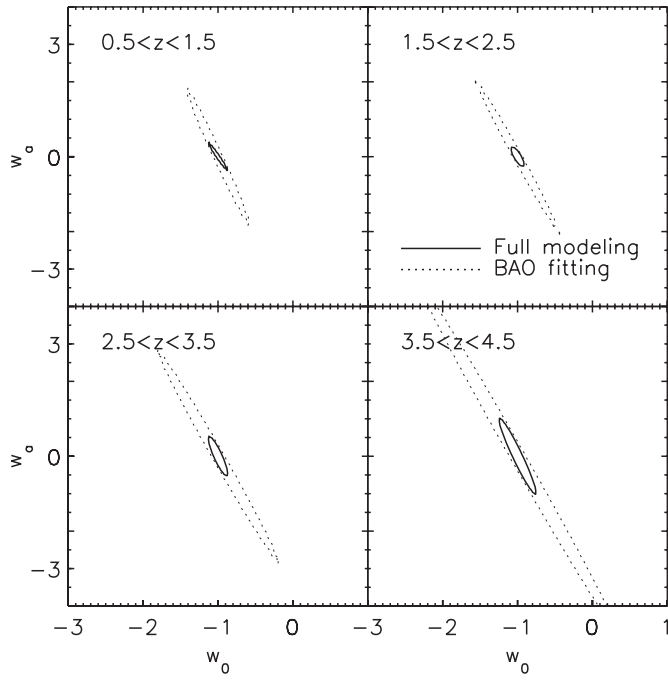 0.5<z<1.5
1.5<z<2.5
3
0
−3
w_a
Full modeling
BAO fitting
2.5<z<3.5
3.5<z<4.5
3
0
−3
w_a
−3 −2 −1 0 −3 −2 −1 0 1
w_0 w_0